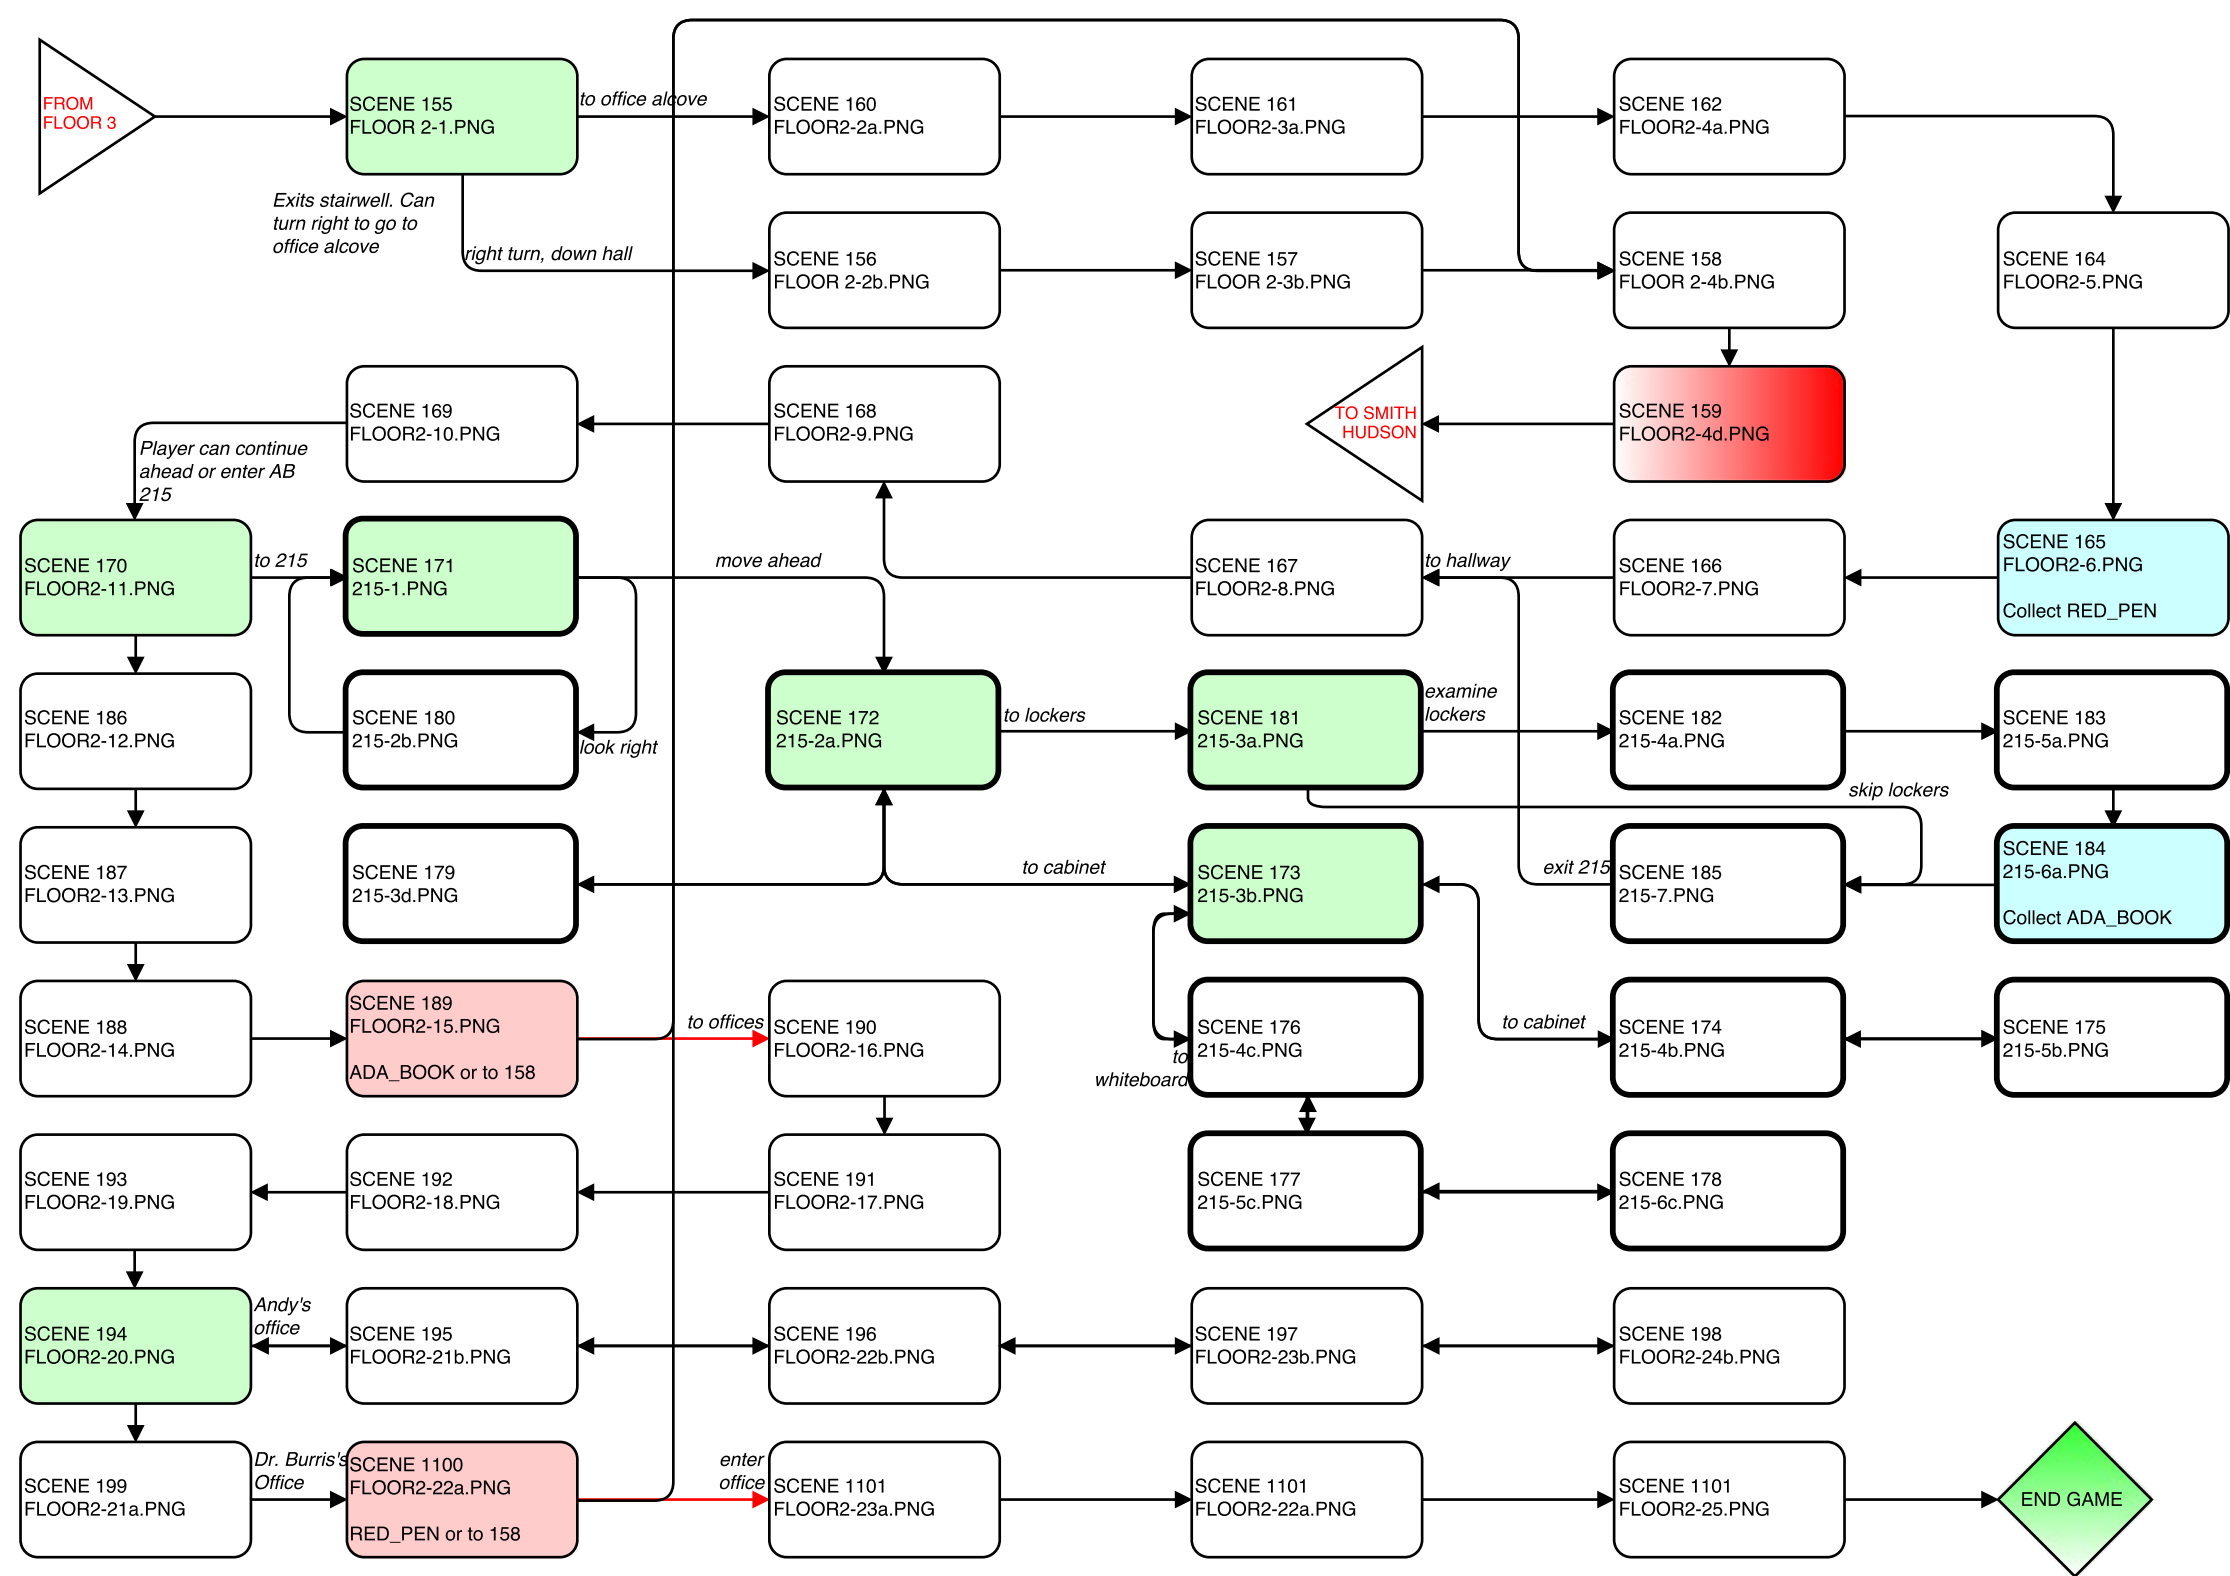 FROM
FLOOR 3
SCENE 155
FLOOR 2-1.PNG
to office alcove
SCENE 160
FLOOR2-2a.PNG
SCENE 161
FLOOR2-3a.PNG
SCENE 162
FLOOR2-4a.PNG
Exits stairwell. Can
turn right to go to
office alcove
right turn, down hall
SCENE 156
FLOOR 2-2b.PNG
SCENE 157
FLOOR 2-3b.PNG
SCENE 158
FLOOR 2-4b.PNG
SCENE 164
FLOOR2-5.PNG
SCENE 169
FLOOR2-10.PNG
SCENE 168
FLOOR2-9.PNG
TO SMITH
HUDSON
SCENE 159
FLOOR2-4d.PNG
Player can continue
ahead or enter AB
215
SCENE 170
FLOOR2-11.PNG
to 215
SCENE 171
215-1.PNG
move ahead
SCENE 167
FLOOR2-8.PNG
to hallway
SCENE 166
FLOOR2-7.PNG
SCENE 165
FLOOR2-6.PNG
Collect RED_PEN
SCENE 186
FLOOR2-12.PNG
SCENE 180
215-2b.PNG
look right
SCENE 172
215-2a.PNG
to lockers
SCENE 181
215-3a.PNG
examine
lockers
SCENE 182
215-4a.PNG
SCENE 183
215-5a.PNG
skip lockers
SCENE 187
FLOOR2-13.PNG
SCENE 179
215-3d.PNG
to cabinet
SCENE 173
215-3b.PNG
exit 215
SCENE 185
215-7.PNG
SCENE 184
215-6a.PNG
Collect ADA_BOOK
SCENE 188
FLOOR2-14.PNG
SCENE 189
FLOOR2-15.PNG
ADA_BOOK or to 158
to offices
SCENE 190
FLOOR2-16.PNG
to
whiteboard
SCENE 176
215-4c.PNG
to cabinet
SCENE 174
215-4b.PNG
SCENE 175
215-5b.PNG
SCENE 193
FLOOR2-19.PNG
SCENE 192
FLOOR2-18.PNG
SCENE 191
FLOOR2-17.PNG
SCENE 177
215-5c.PNG
SCENE 178
215-6c.PNG
SCENE 194
FLOOR2-20.PNG
Andy's
office
SCENE 195
FLOOR2-21b.PNG
SCENE 196
FLOOR2-22b.PNG
SCENE 197
FLOOR2-23b.PNG
SCENE 198
FLOOR2-24b.PNG
SCENE 199
FLOOR2-21a.PNG
Dr. Burris's
Office
SCENE 1100
FLOOR2-22a.PNG
RED_PEN or to 158
enter
office
SCENE 1101
FLOOR2-23a.PNG
SCENE 1101
FLOOR2-22a.PNG
SCENE 1101
FLOOR2-25.PNG
END GAME